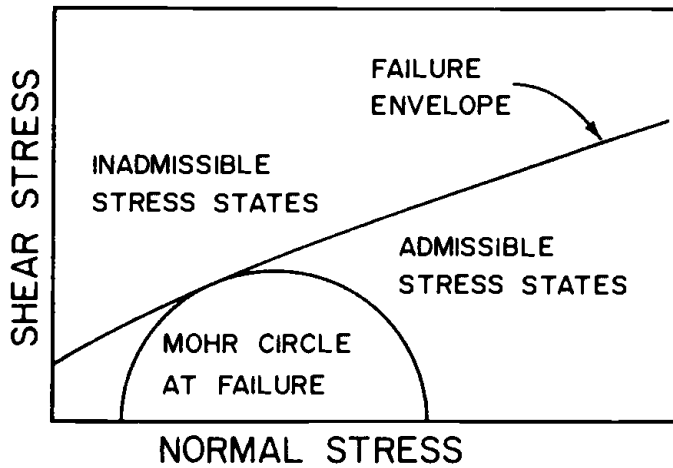 SHEAR STRESS
FAILURE
ENVELOPE
INADMISSIBLE
STRESS STATES
ADMISSIBLE
STRESS STATES
MOHR CIRCLE
AT FAILURE
NORMAL STRESS